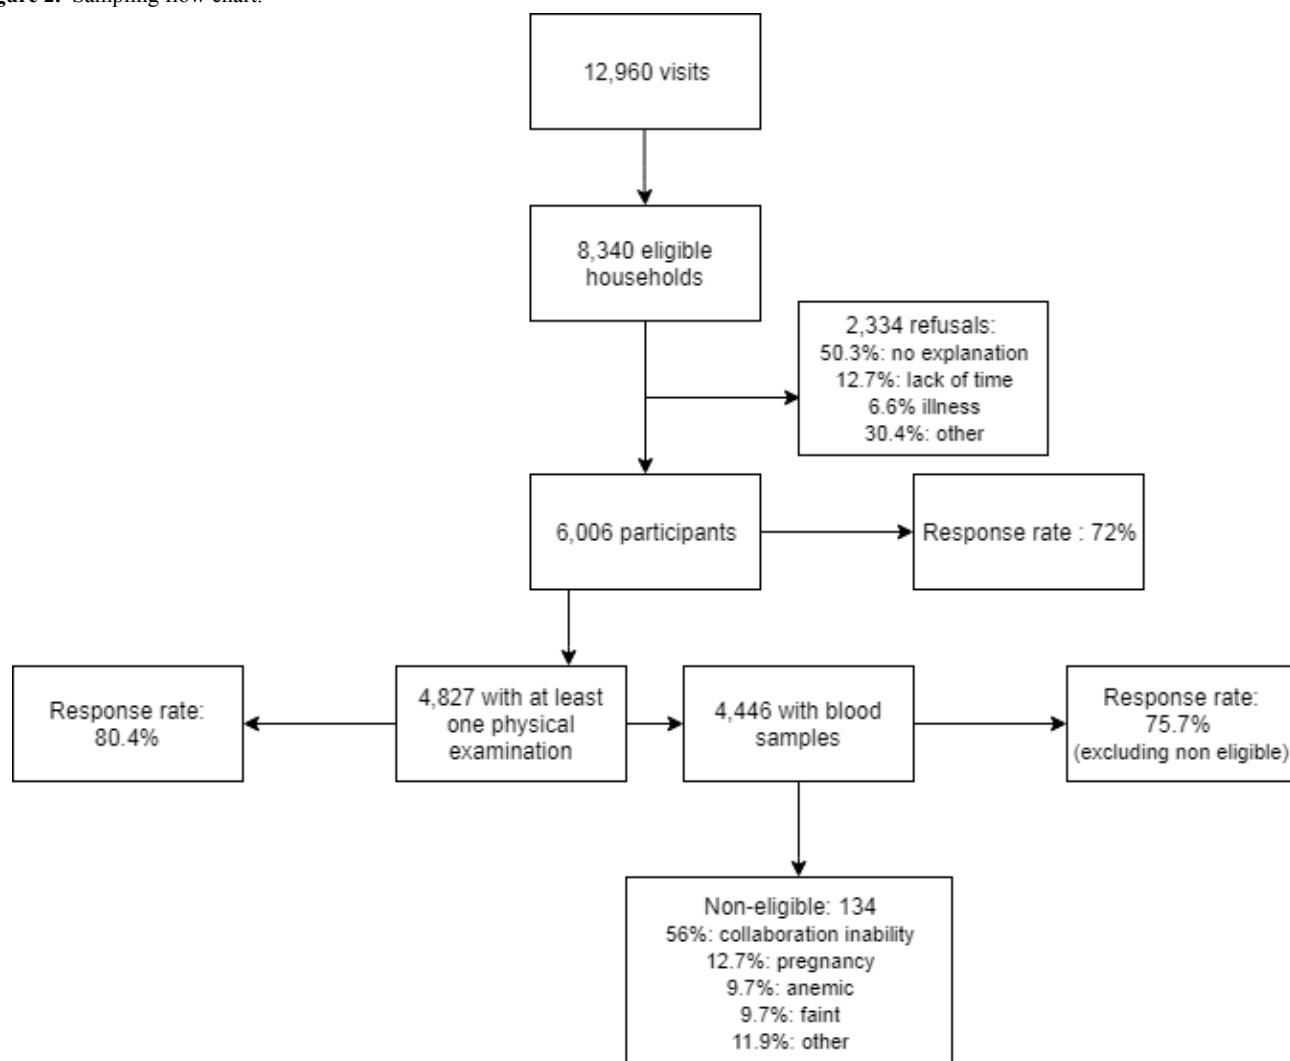 gure 2. Sampling flow chart.
12,960 visits
8,340 eligible
households
2,334 refusals:
50.3%: no explanation
12.7%: lack of time
6.6% illness
30.4%: other
6,006 participants
Response rate : 72%
Response rate:
80.4%
4,827 with at least
one physical
examination
4,446 with blood
samples
Response rate:
75.7%
(excluding non eligible)
Non-eligible: 134
56%: collaboration inability
12.7%: pregnancy
9.7%: anemic
9.7%: faint
11.9%: other